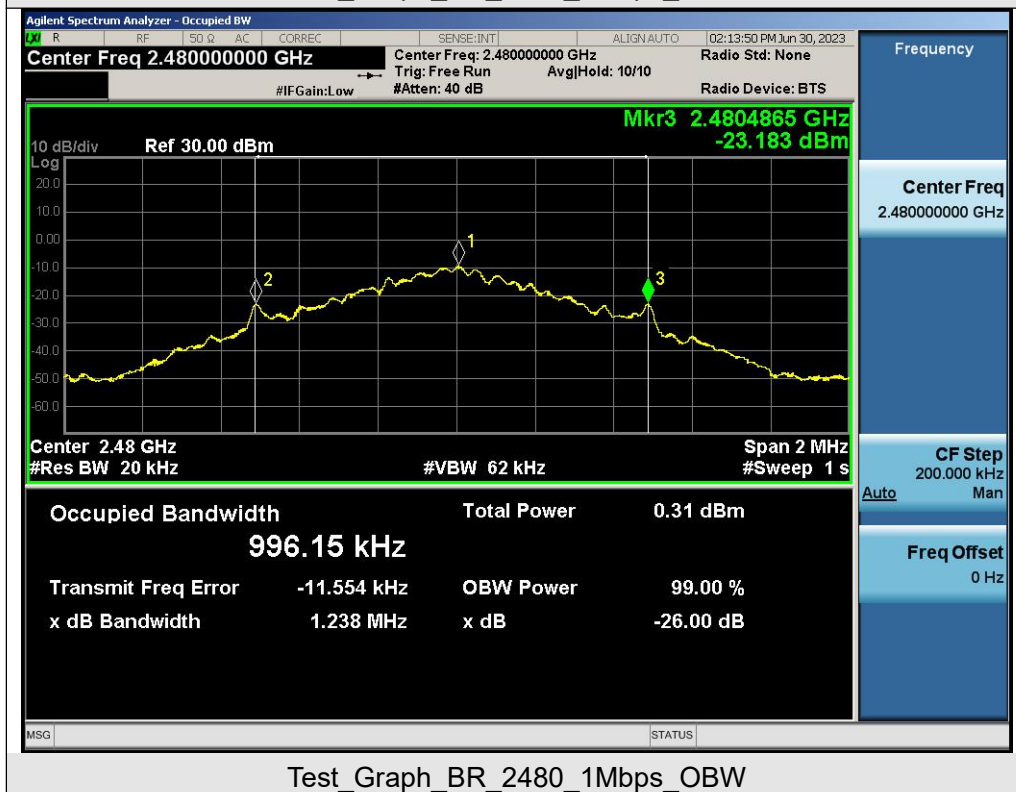 Agilent Spectrum Analyzer - Occupied BW
LXI R RF 50 Ω AC CORREC SENSE:INT ALIGN AUTO 02:13:50 PM Jun 30, 2023
Center Freq 2.480000000 GHz Center Freq: 2.480000000 GHz Radio Std: None
Trig: Free Run Avg|Hold: 10/10
#IFGain:Low #Atten: 40 dB Radio Device: BTS
Mkr3 2.4804865 GHz
-23.183 dBm
10 dB/div Ref 30.00 dBm
Log
20.0
10.0
0.00
-10.0
-20.0
-30.0
-40.0
-50.0
-60.0
1
2
3
Center 2.48 GHz Span 2 MHz
#Res BW 20 kHz #VBW 62 kHz #Sweep 1 s
Occupied Bandwidth Total Power 0.31 dBm
996.15 kHz
Transmit Freq Error -11.554 kHz OBW Power 99.00 %
x dB Bandwidth 1.238 MHz x dB -26.00 dB
MSG STATUS
Frequency
Center Freq
2.480000000 GHz
CF Step
200.000 kHz
Auto Man
Freq Offset
0 Hz
Test_Graph_BR_2480_1Mbps_OBW